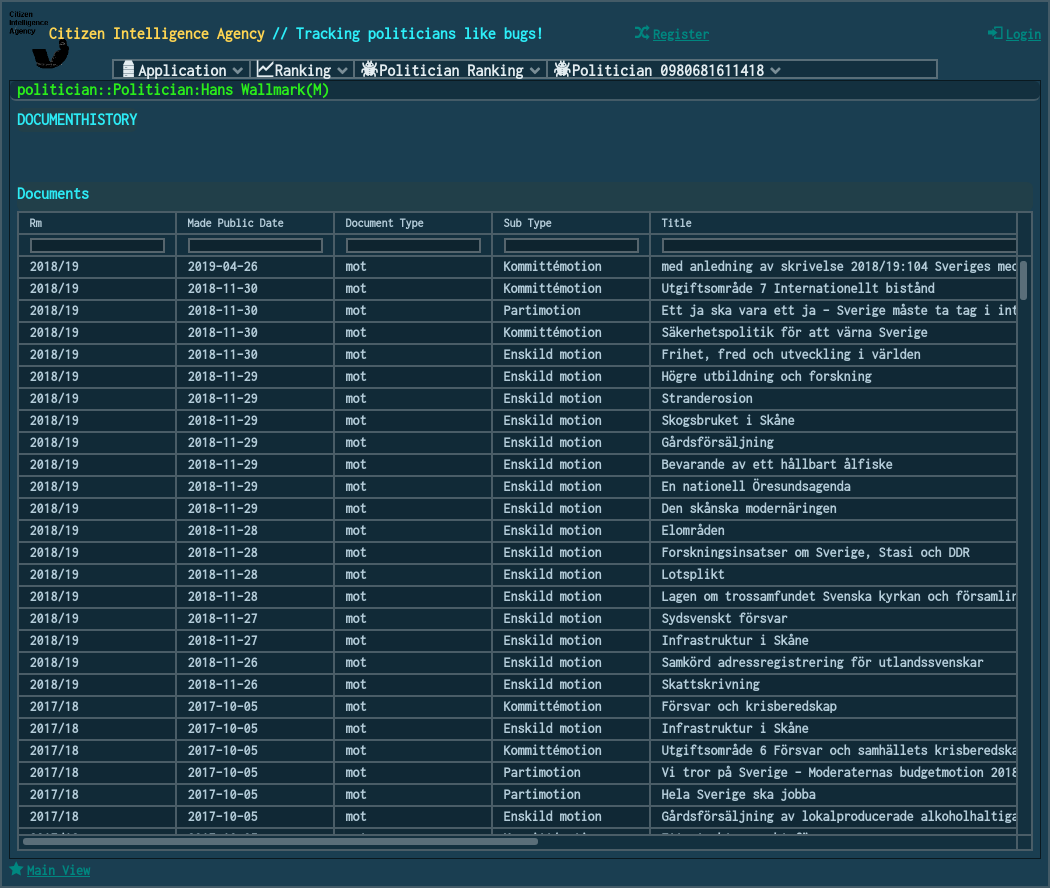 Citizen
Intelligence
Agency
Citizen Intelligence Agency // Tracking politicians like bugs!
Register
Login
Application Ranking Politician Ranking Politician 0980681611418
politician::Politician:Hans Wallmark(M)
DOCUMENTHISTORY
Documents
Rm Made Public Date Document Type Sub Type Title
2018/19 2019-04-26 mot Kommittémotion med anledning av skrivelse 2018/19:104 Sveriges med
2018/19 2018-11-30 mot Kommittémotion Utgiftsområde 7 Internationellt bistånd
2018/19 2018-11-30 mot Partimotion Ett ja ska vara ett ja – Sverige måste ta tag i int
2018/19 2018-11-30 mot Kommittémotion Säkerhetspolitik för att värna Sverige
2018/19 2018-11-30 mot Enskild motion Frihet, fred och utveckling i världen
2018/19 2018-11-29 mot Enskild motion Högre utbildning och forskning
2018/19 2018-11-29 mot Enskild motion Stranderosion
2018/19 2018-11-29 mot Enskild motion Skogsbruket i Skåne
2018/19 2018-11-29 mot Enskild motion Gårdsförsäljning
2018/19 2018-11-29 mot Enskild motion Bevarande av ett hållbart ålfiske
2018/19 2018-11-29 mot Enskild motion En nationell Öresundsagenda
2018/19 2018-11-29 mot Enskild motion Den skånska modernäringen
2018/19 2018-11-28 mot Enskild motion Elområden
2018/19 2018-11-28 mot Enskild motion Forskningsinsatser om Sverige, Stasi och DDR
2018/19 2018-11-28 mot Enskild motion Lotsplikt
2018/19 2018-11-28 mot Enskild motion Lagen om trossamfundet Svenska kyrkan och församlin
2018/19 2018-11-27 mot Enskild motion Sydsvenskt försvar
2018/19 2018-11-27 mot Enskild motion Infrastruktur i Skåne
2018/19 2018-11-26 mot Enskild motion Samkörd adressregistrering för utlandssvenskar
2018/19 2018-11-26 mot Enskild motion Skattskrivning
2017/18 2017-10-05 mot Kommittémotion Försvar och krisberedskap
2017/18 2017-10-05 mot Enskild motion Infrastruktur i Skåne
2017/18 2017-10-05 mot Kommittémotion Utgiftsområde 6 Försvar och samhällets krisberedska
2017/18 2017-10-05 mot Partimotion Vi tror på Sverige – Moderaternas budgetmotion 2018
2017/18 2017-10-05 mot Partimotion Hela Sverige ska jobba
2017/18 2017-10-05 mot Enskild motion Gårdsförsäljning av lokalproducerade alkoholhaltiga
Main View